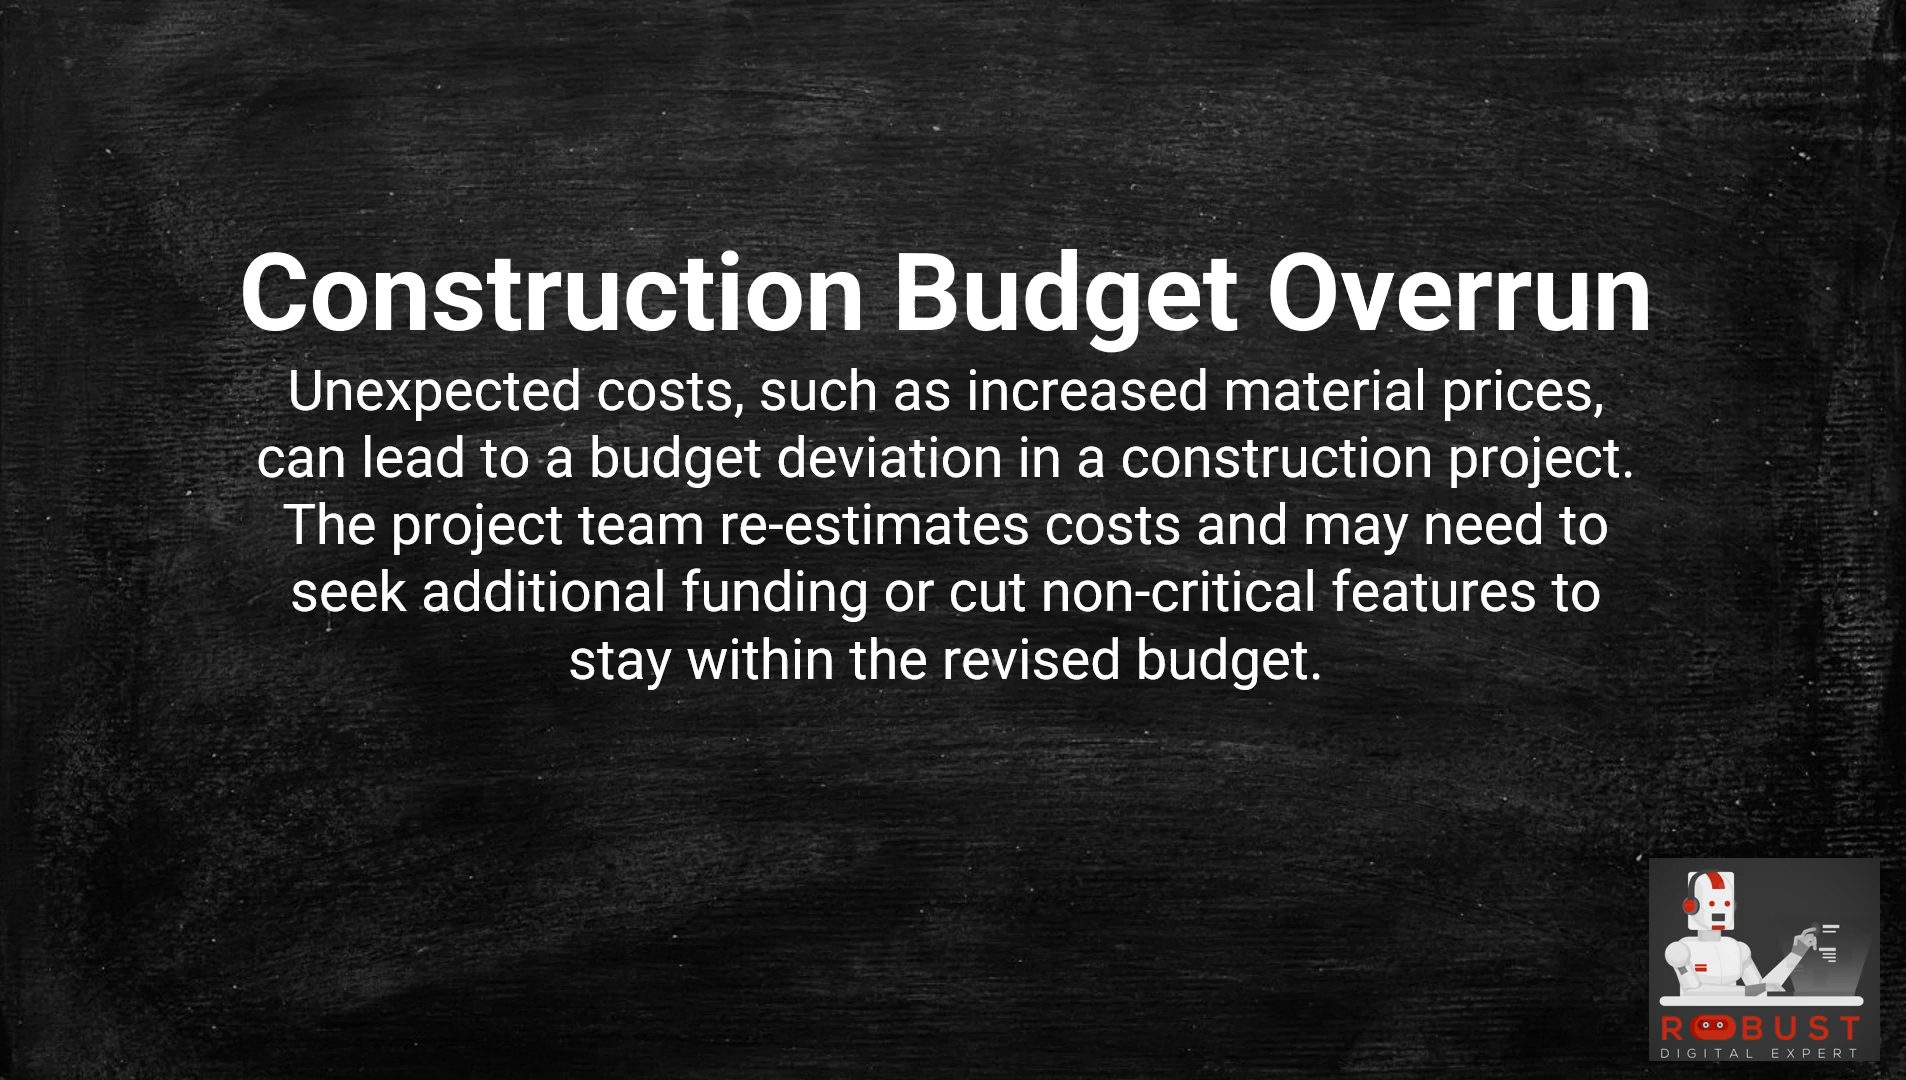 Construction Budget Overrun
Unexpected costs, such as increased material prices,
can lead to a budget deviation in a construction project.
The project team re-estimates costs and may need to
seek additional funding or cut non-critical features to
stay within the revised budget.
ROBUST
DIGITAL EXPERT